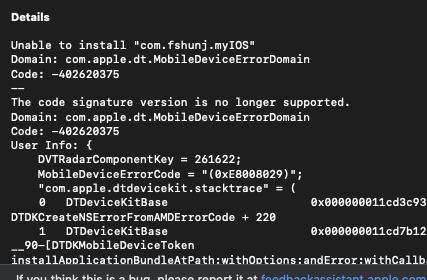 Details
Unable to install "com.fshunj.myIOS"
Domain: com.apple.dt.MobileDeviceErrorDomain
Code: -402620375
--
The code signature version is no longer supported.
Domain: com.apple.dt.MobileDeviceErrorDomain
Code: -402620375
User Info: {
DVTRadarComponentKey = 261622;
MobileDeviceErrorCode = "(0xE8008029)";
"com.apple.dtdevicekit.stacktrace" = (
0 DTDeviceKitBase 0x000000011cd3c93
DTDKCreateNSErrorFromAMDErrorCode + 220
1 DTDeviceKitBase 0x000000011cd7b12
__90-[DTDKMobileDeviceToken
installApplicationBundleAtPath:withOptions:andError:withCallb
If you think this is a bug, please report it at feedbackassistant.apple.com